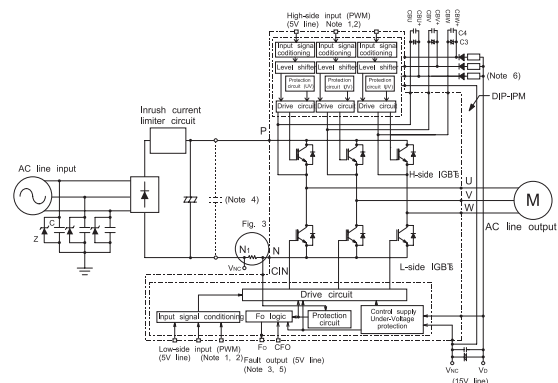 High-side input (PWM)
(5V line) Note 1,2)
CBU-
CBU+
CBV-
CBV+
CBW-
CBW+
C4
C3
Input signal coditioning
Input signal coditioning
Input signal conditioning
Level shifter
Level shifter
Level shifter
Protection circuit (UV)
Protection circuit (UV)
Protection circuit (UV)
Drive circuit
Drive circuit
Drive circuit
(Note 6)
DIP-IPM
Inrush current
limiter circuit
P
AC line input
H-side IGBTs
U
V
W
M
AC line output
(Note 4)
C
Z
Fig. 3
N1
N
VNC
CIN
L-side IGBTs
Drive circuit
Input signal conditioning
Fo logic
Protection
circuit
Control supply
Under-Voltage
protection
Low-side input (PWM)
(5V line) (Note 1, 2)
FO CFO
Fault output (5V line)
(Note 3, 5)
VNC VD
(15V line)